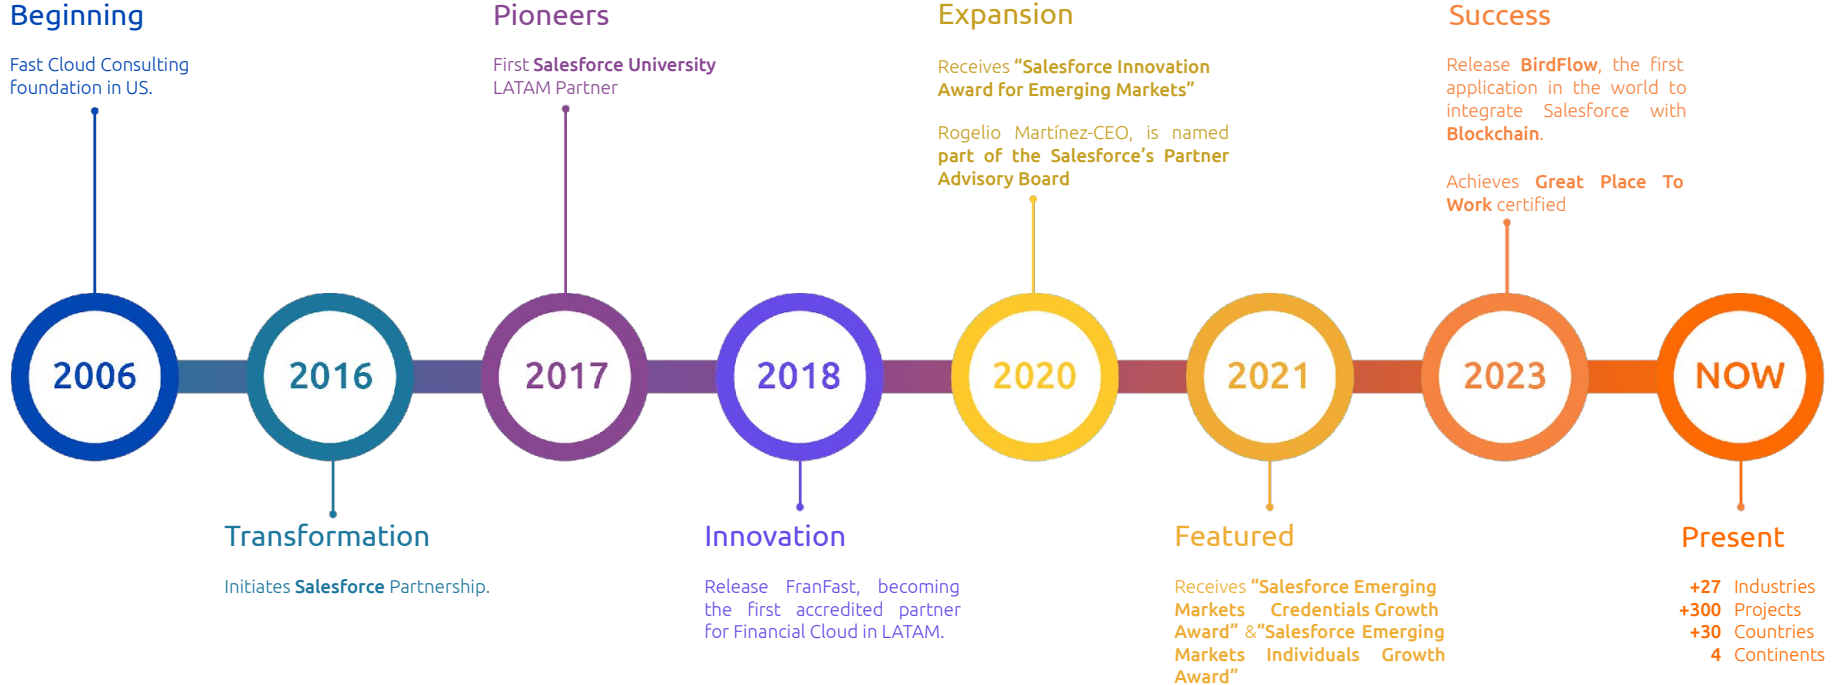 Beginning
Fast Cloud Consulting
foundation in US.
Pioneers
First Salesforce University
LATAM Partner
Expansion
Receives “Salesforce Innovation
Award for Emerging Markets”
Rogelio Martínez-CEO, is named
part of the Salesforce’s Partner
Advisory Board
Success
Release BirdFlow, the first
application in the world to
integrate Salesforce with
Blockchain.
Achieves Great Place To
Work certified
2006
2016
2017
2018
2020
2021
2023
NOW
Transformation
Initiates Salesforce Partnership.
Innovation
Release FranFast, becoming
the first accredited partner
for Financial Cloud in LATAM.
Featured
Receives “Salesforce Emerging
Markets Credentials Growth
Award” &“Salesforce Emerging
Markets Individuals Growth
Award”
Present
+27 Industries
+300 Projects
+30 Countries
4 Continents